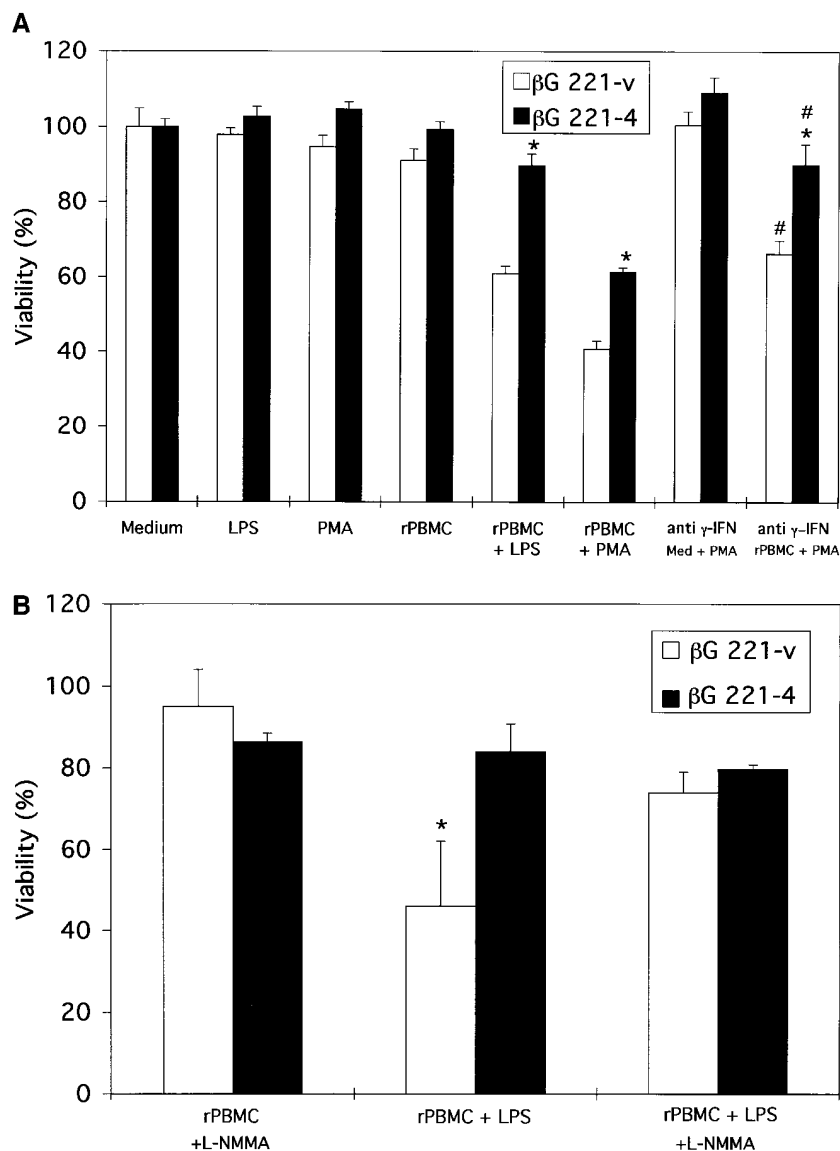 A
120
100
80
60
40
20
0
Viability (%)
βG 221-v
βG 221-4
*
*
#
#
*
Medium
LPS
PMA
rPBMC
rPBMC
+ LPS
rPBMC
+ PMA
anti γ-IFN
Med + PMA
anti γ-IFN
rPBMC + PMA
B
120
100
80
60
40
20
0
Viability (%)
βG 221-v
βG 221-4
*
rPBMC
+L-NMMA
rPBMC + LPS
rPBMC + LPS
+L-NMMA